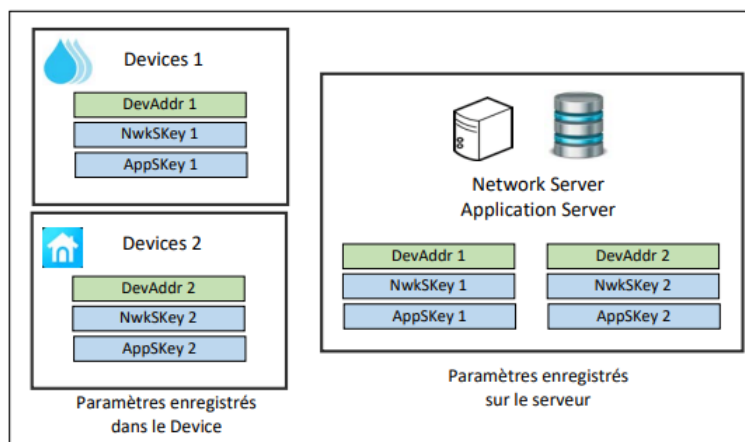 Devices 1
DevAddr 1
NwkSKey 1
AppSKey 1
Devices 2
DevAddr 2
NwkSKey 2
AppSKey 2
Paramètres enregistrés
dans le Device
Network Server
Application Server
DevAddr 1
NwkSKey 1
AppSKey 1
DevAddr 2
NwkSKey 2
AppSKey 2
Paramètres enregistrés
sur le serveur